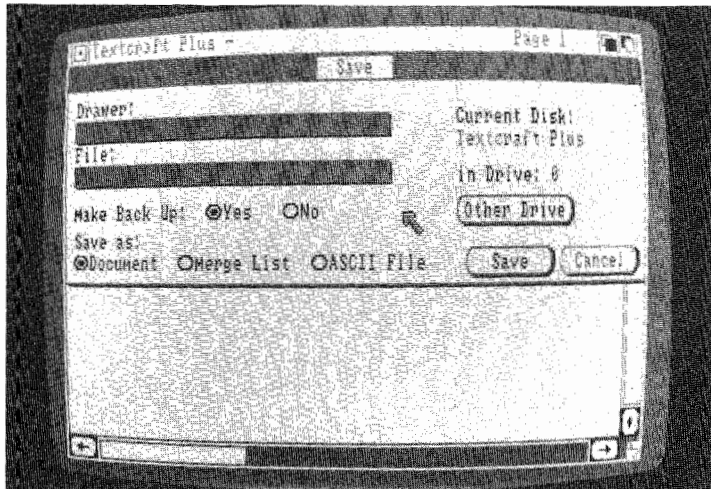 Textcraft Plus Page 1
Save
Drawer:
Current Disk:
Textcraft Plus
File:
in Drive: 0
Make Back Up: Yes No
Other Drive
Save as:
Document Merge List ASCII File
Save Cancel